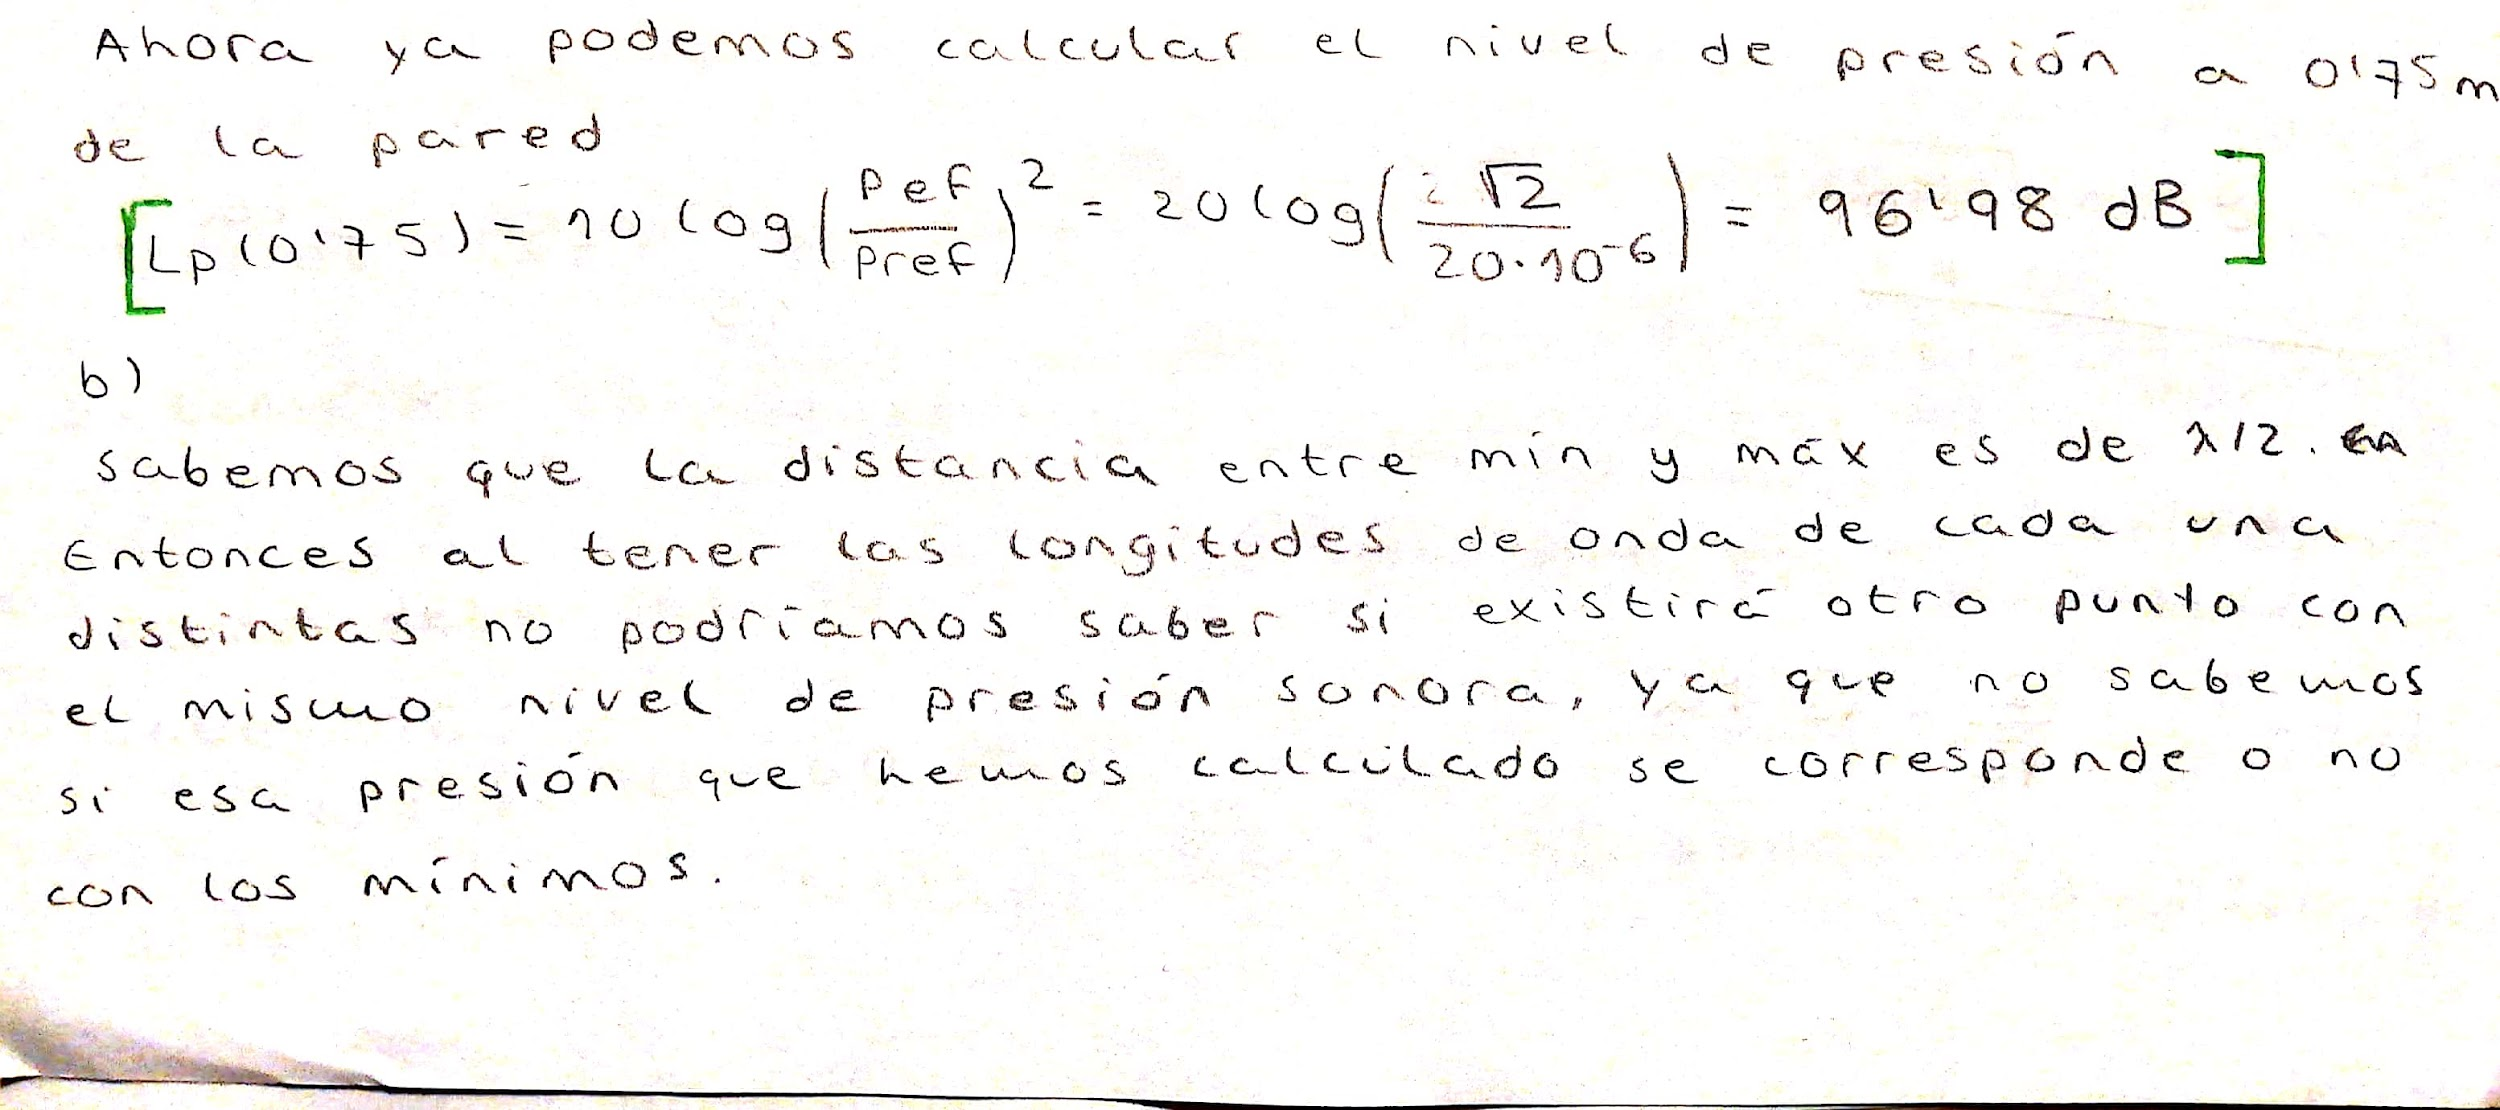 Ahora ya podemos calcular el nivel de presión a 0'75m
de la pared
[Lp(0'75) = 10 log(Pef/Pref)² = 20 log(√2/20·10⁻⁶) = 96'98 dB]
b)
sabemos que la distancia entre mín y máx es de λ/2.
Entonces al tener las longitudes de onda de cada una
distintas no podríamos saber si existirá otro punto con
el mismo nivel de presión sonora, ya que no sabemos
si esa presión que hemos calculado se corresponde o no
con los mínimos.